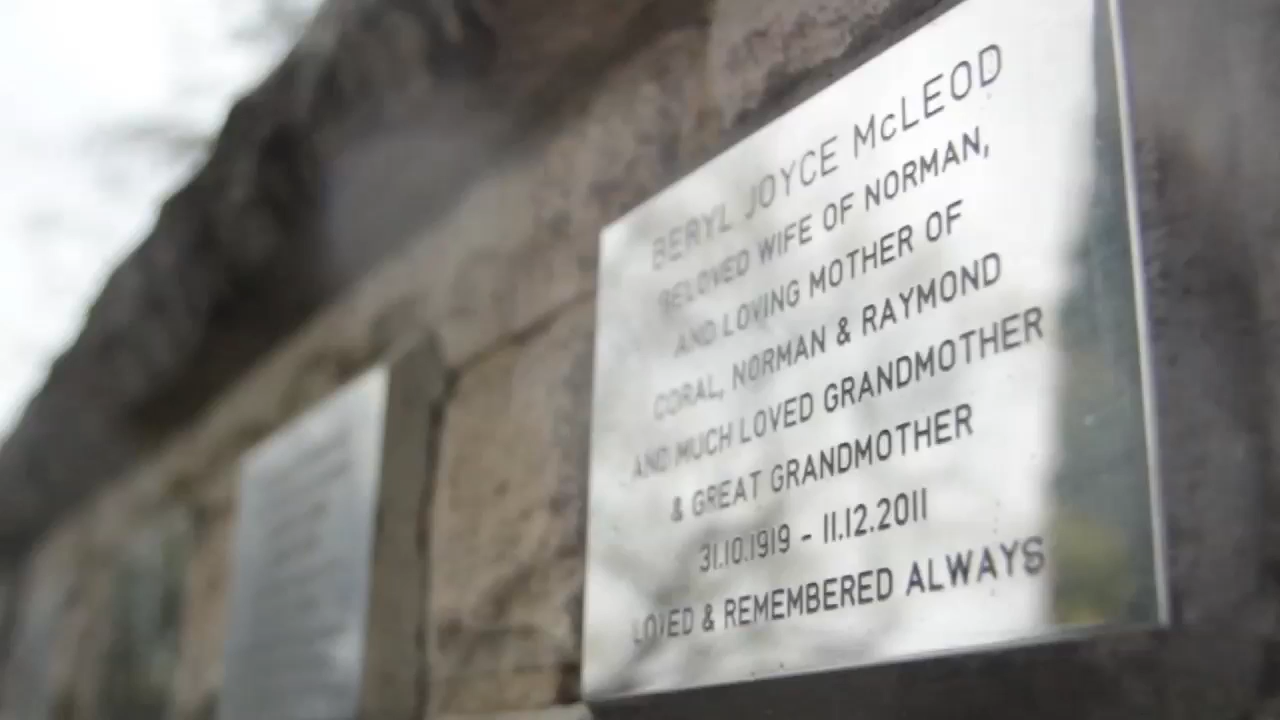 BERYL JOYCE McLEOD
BELOVED WIFE OF NORMAN,
AND LOVING MOTHER OF
CORAL, NORMAN & RAYMOND
AND MUCH LOVED GRANDMOTHER
& GREAT GRANDMOTHER
31.10.1919 - 11.12.2011
LOVED & REMEMBERED ALWAYS